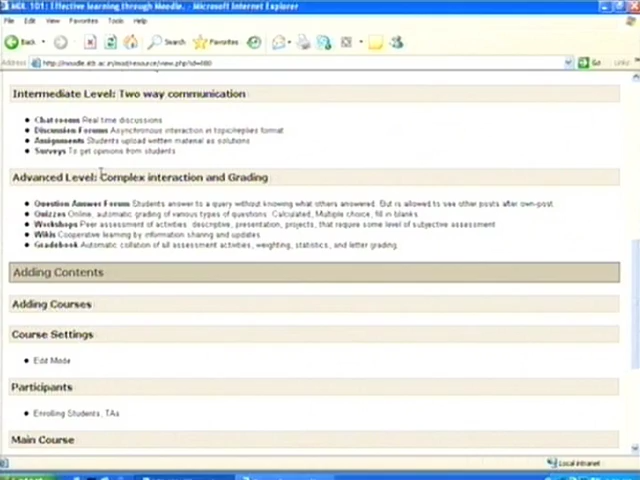 MDL 101: Effective learning through Moodle. - Microsoft Internet Explorer
File Edit View Favorites Tools Help
Back Search Favorites
Address Go Links
Intermediate Level: Two way communication
Chat rooms Real time discussions
Discussion Forums Asynchronous interaction in topic/replies format
Assignments Students upload written material as solutions
Surveys To get opinions from students
Advanced Level: Complex interaction and Grading
Question Answer Forum Students answer to a query without knowing what others answered. But is allowed to see other posts after own-post.
Quizzes Online, automatic grading of various types of questions. Calculated, Multiple choice, fill in blanks
Workshops Peer assessment of activities: descriptive, presentation, projects, that require some level of subjective assessment
Wikis Cooperative learning by information sharing and updates
Gradebook Automatic collation of all assessment activities, weighting, statistics, and letter grading
Adding Contents
Adding Courses
Course Settings
Edit Mode
Participants
Enrolling Students, TAs
Main Course
Local intranet